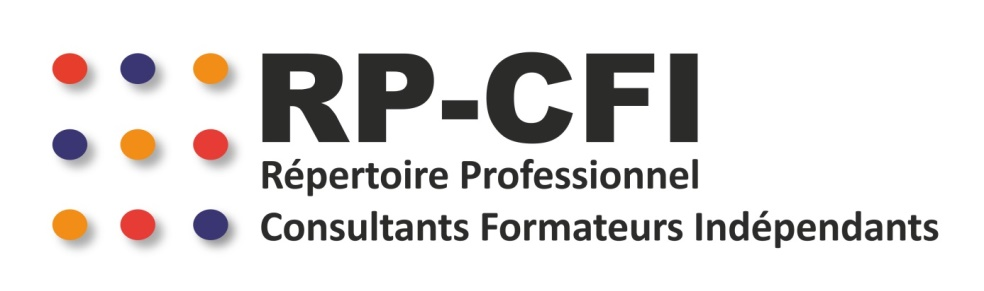 RP-CFI
Répertoire Professionnel
Consultants Formateurs Indépendants